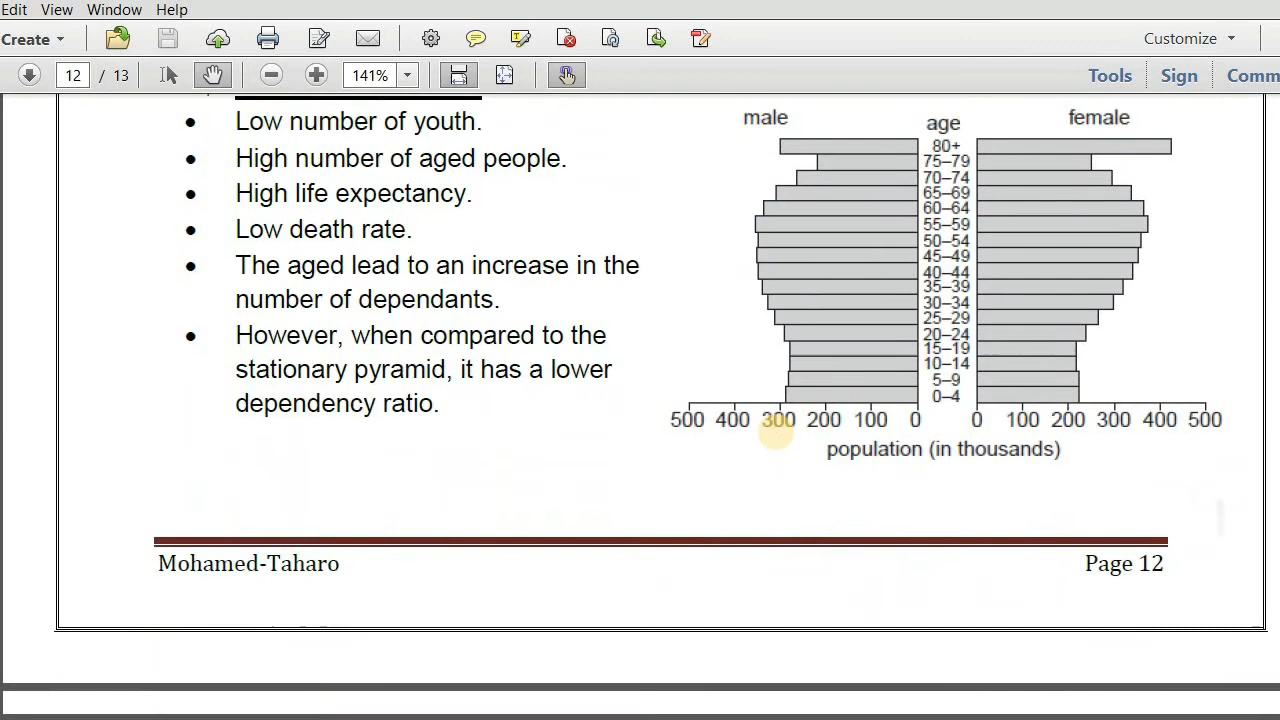 Edit View Window Help
Create
Customize
12 / 13
141%
Tools Sign Comm
• Low number of youth.
• High number of aged people.
• High life expectancy.
• Low death rate.
• The aged lead to an increase in the
number of dependants.
• However, when compared to the
stationary pyramid, it has a lower
dependency ratio.
male age female
80+
75–79
70–74
65–69
60–64
55–59
50–54
45–49
40–44
35–39
30–34
25–29
20–24
15–19
10–14
5–9
0–4
500 400 300 200 100 0 0 100 200 300 400 500
population (in thousands)
Mohamed-Taharo Page 12